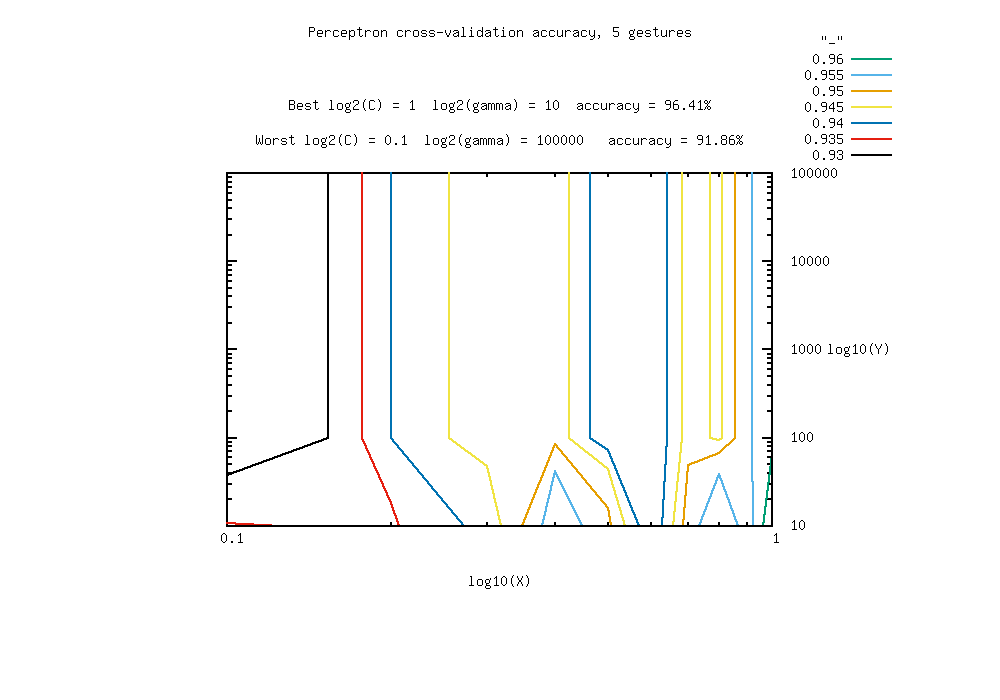 Perceptron cross-validation accuracy, 5 gestures
"_"
0.96
0.955
0.95
0.945
0.94
0.935
0.93
Best log2(C) = 1 log2(gamma) = 10 accuracy = 96.41%
Worst log2(C) = 0.1 log2(gamma) = 100000 accuracy = 91.86%
100000
10000
1000 log10(Y)
100
10
0.1 1
log10(X)